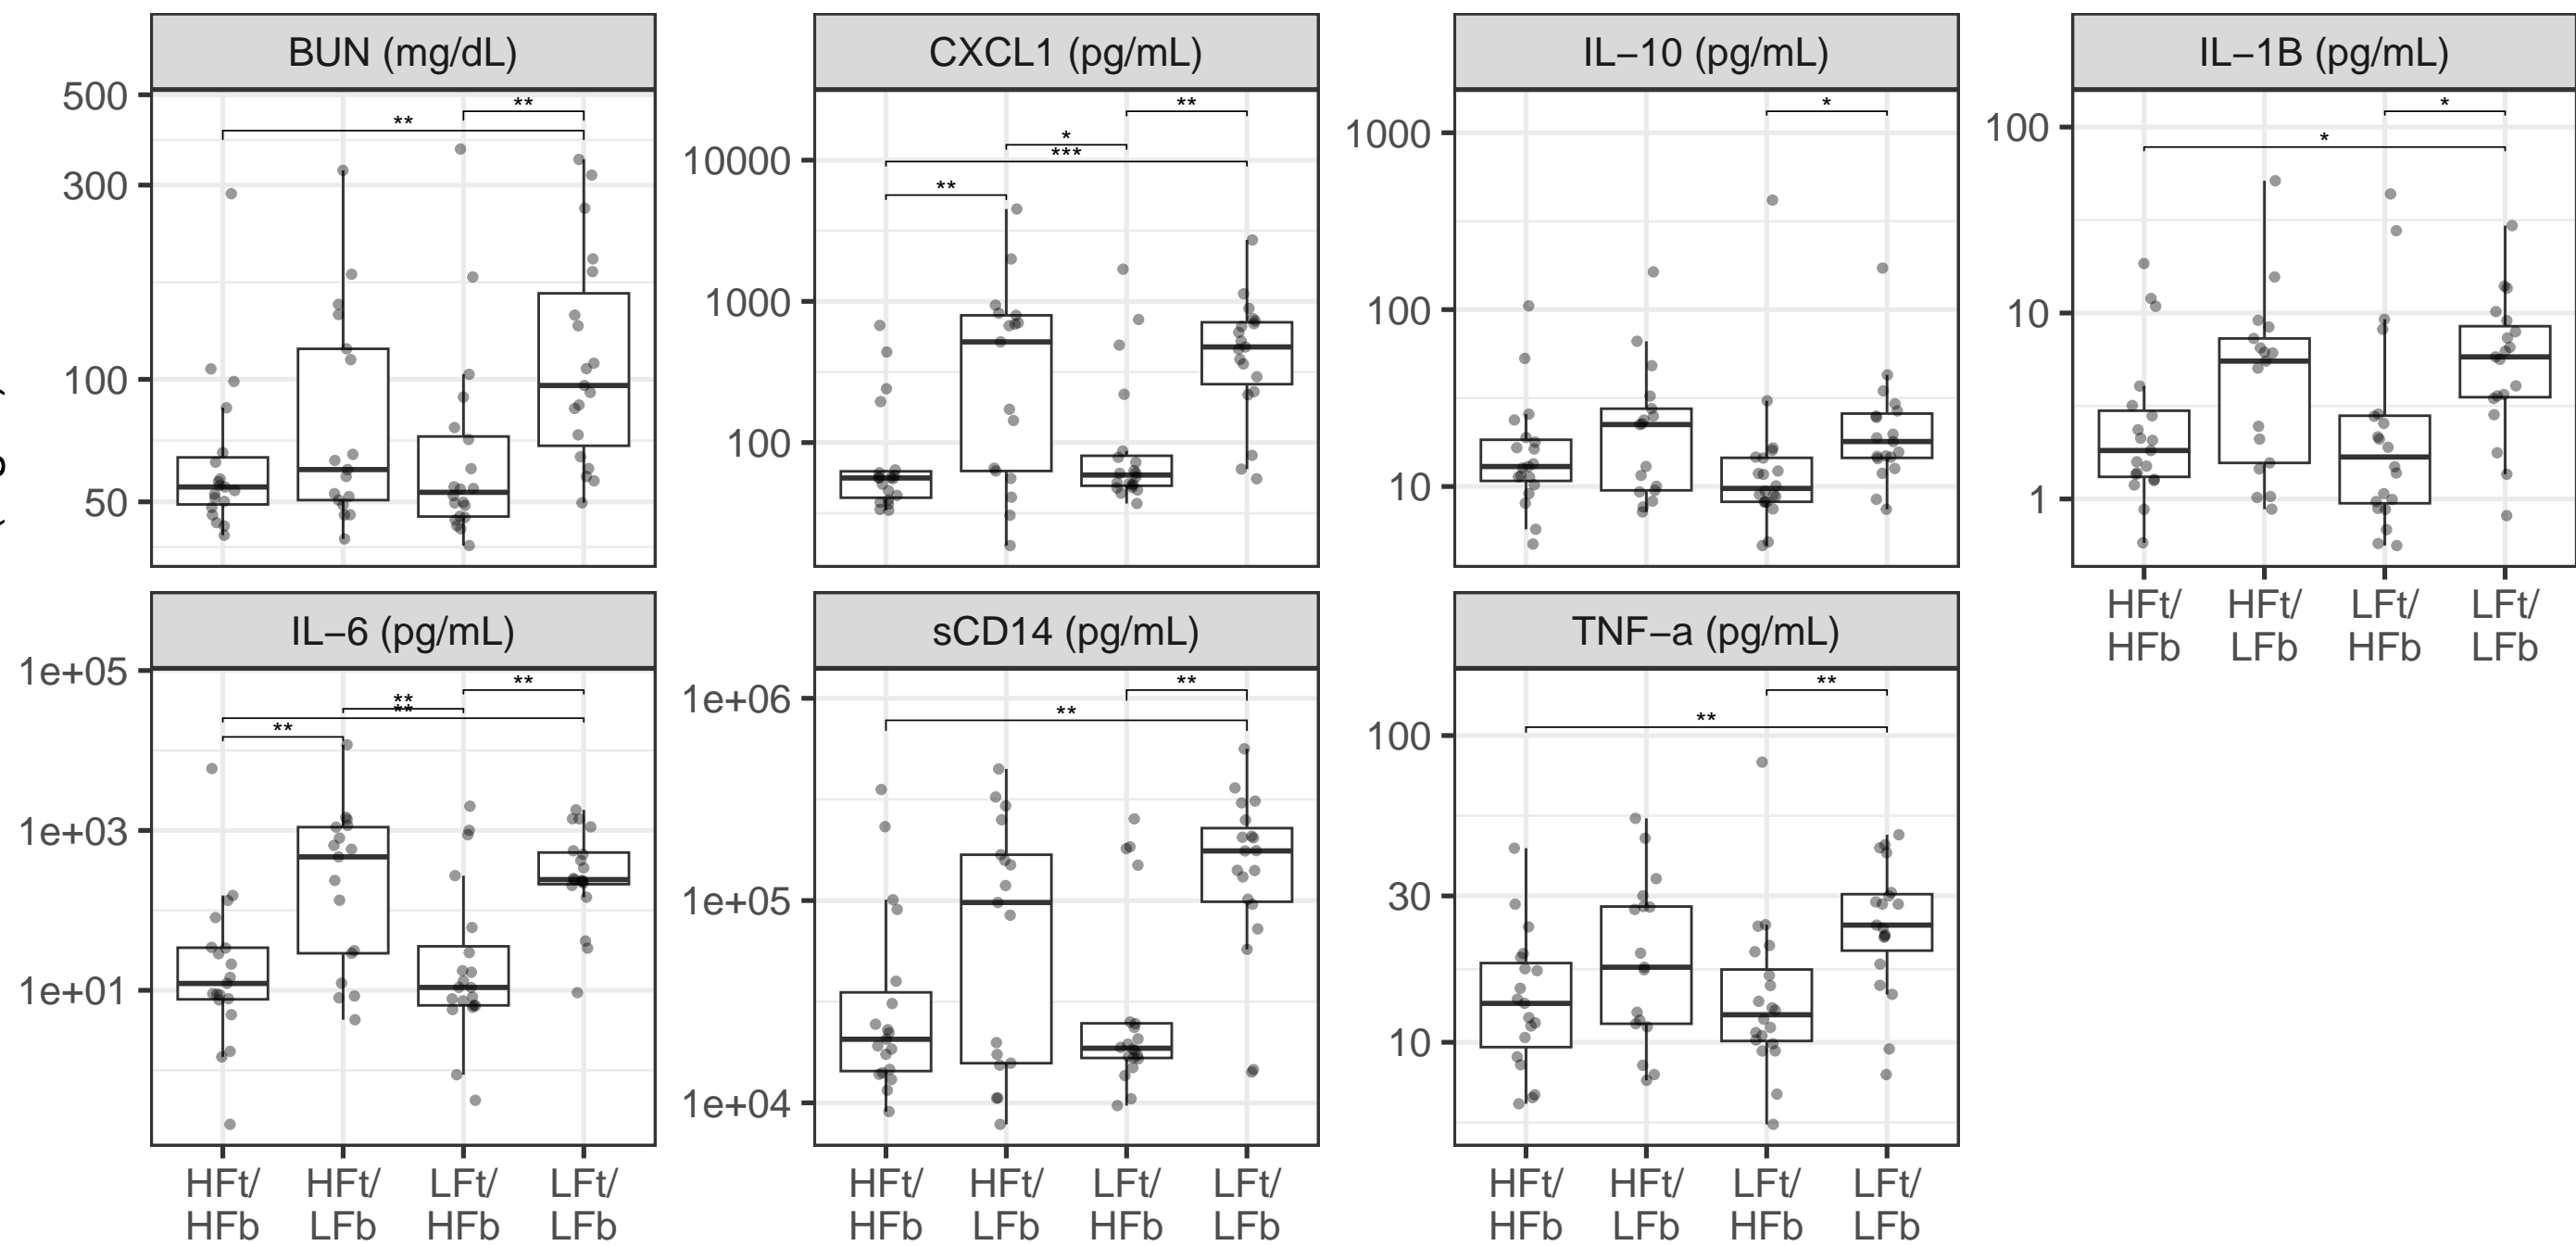 BUN (mg/dL)
500
300
100
50
**
**
CXCL1 (pg/mL)
10000
1000
100
**
*
***
**
IL−10 (pg/mL)
1000
100
10
*
IL−1B (pg/mL)
100
10
1
*
*
HFt/
HFb
HFt/
LFb
LFt/
HFb
LFt/
LFb
IL−6 (pg/mL)
1e+05
1e+03
1e+01
**
**
**
**
HFt/
HFb
HFt/
LFb
LFt/
HFb
LFt/
LFb
sCD14 (pg/mL)
1e+06
1e+05
1e+04
**
**
HFt/
HFb
HFt/
LFb
LFt/
HFb
LFt/
LFb
TNF−a (pg/mL)
100
30
10
**
**
HFt/
HFb
HFt/
LFb
LFt/
HFb
LFt/
LFb